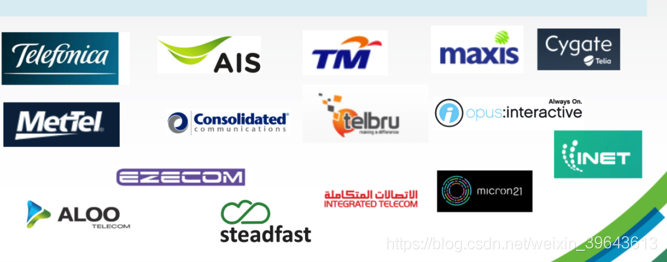 Telefónica
AIS
TM
maxis
Cygate
Telia
MetTel
Consolidated
communications
telbru
making a difference
Always On.
i opus:interactive
iNET
EZECOM
ALOO
TELECOM
steadfast
الاتصالات المتكاملة
INTEGRATED TELECOM
micron21
https://blog.csdn.net/weixin_39643613